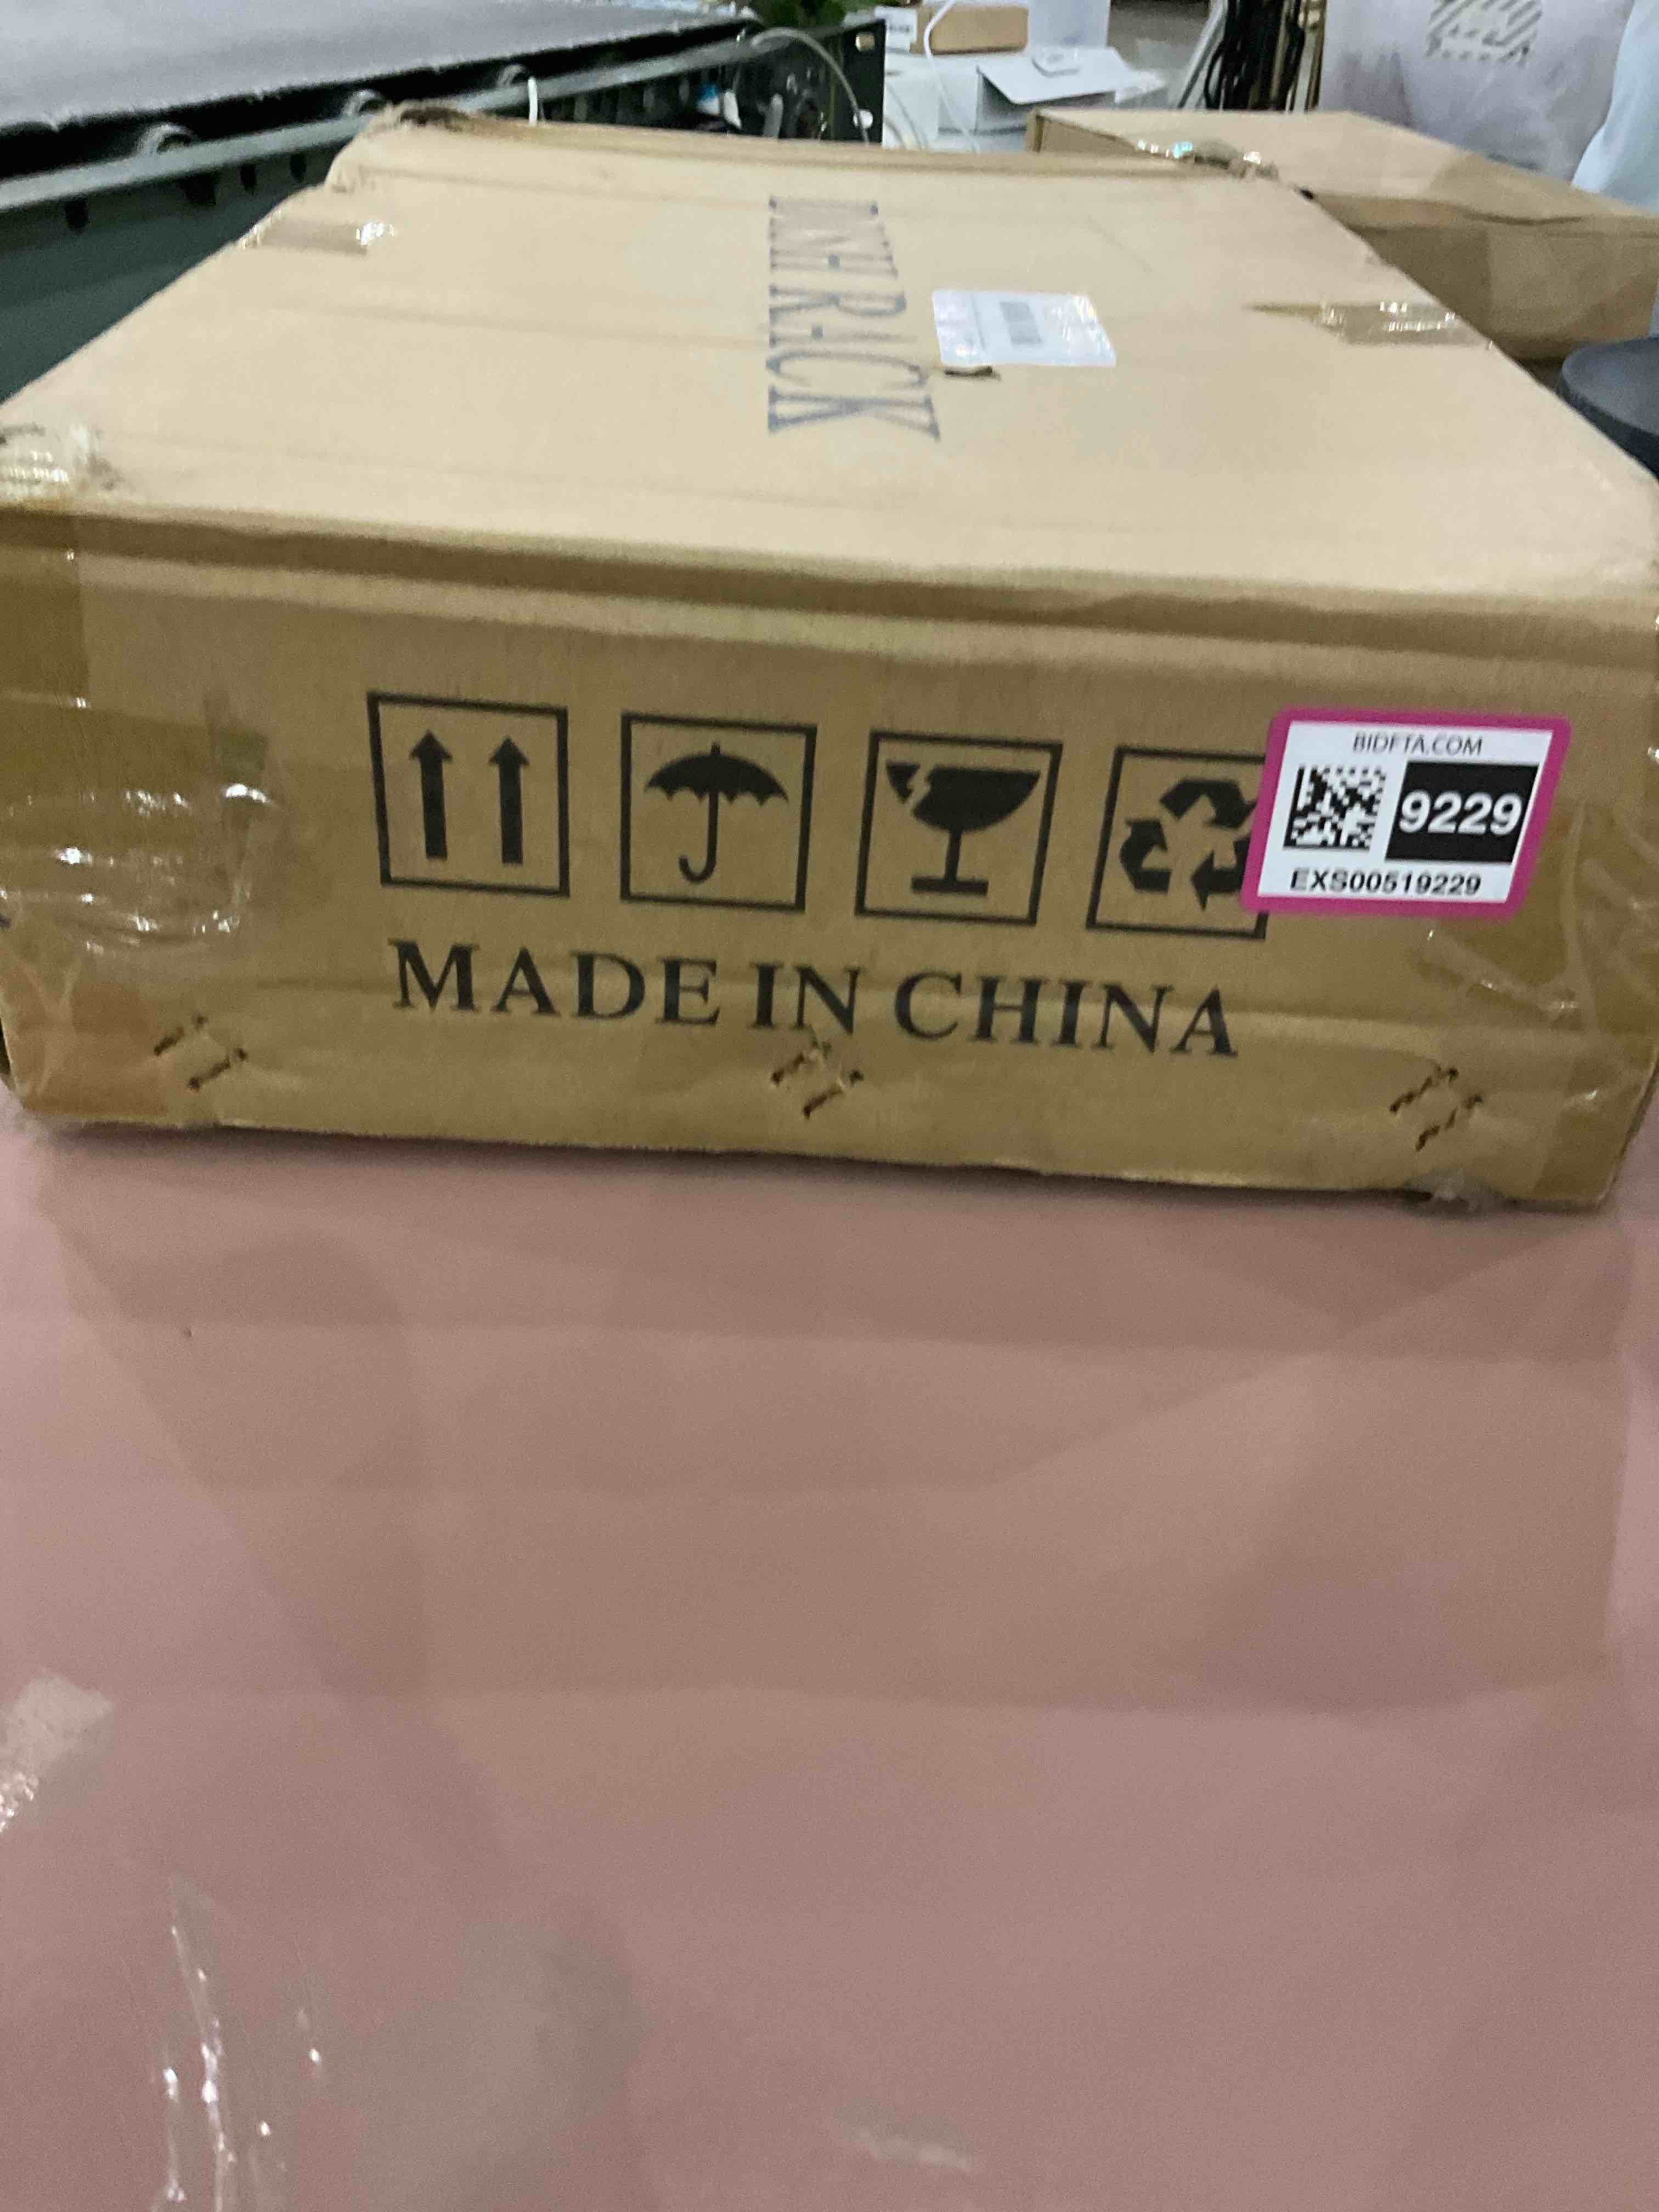 RACK
BIDFTA.COM
9229
EXS00519229
MADE IN CHINA